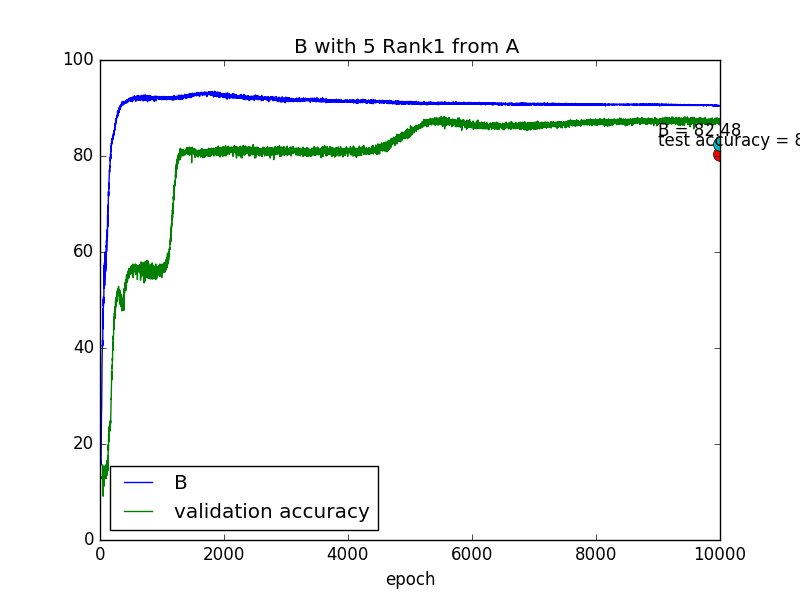 B with 5 Rank1 from A
100
80
60
40
20
0
B = 82.48
test accuracy = 8
B
validation accuracy
0 2000 4000 6000 8000 10000
epoch